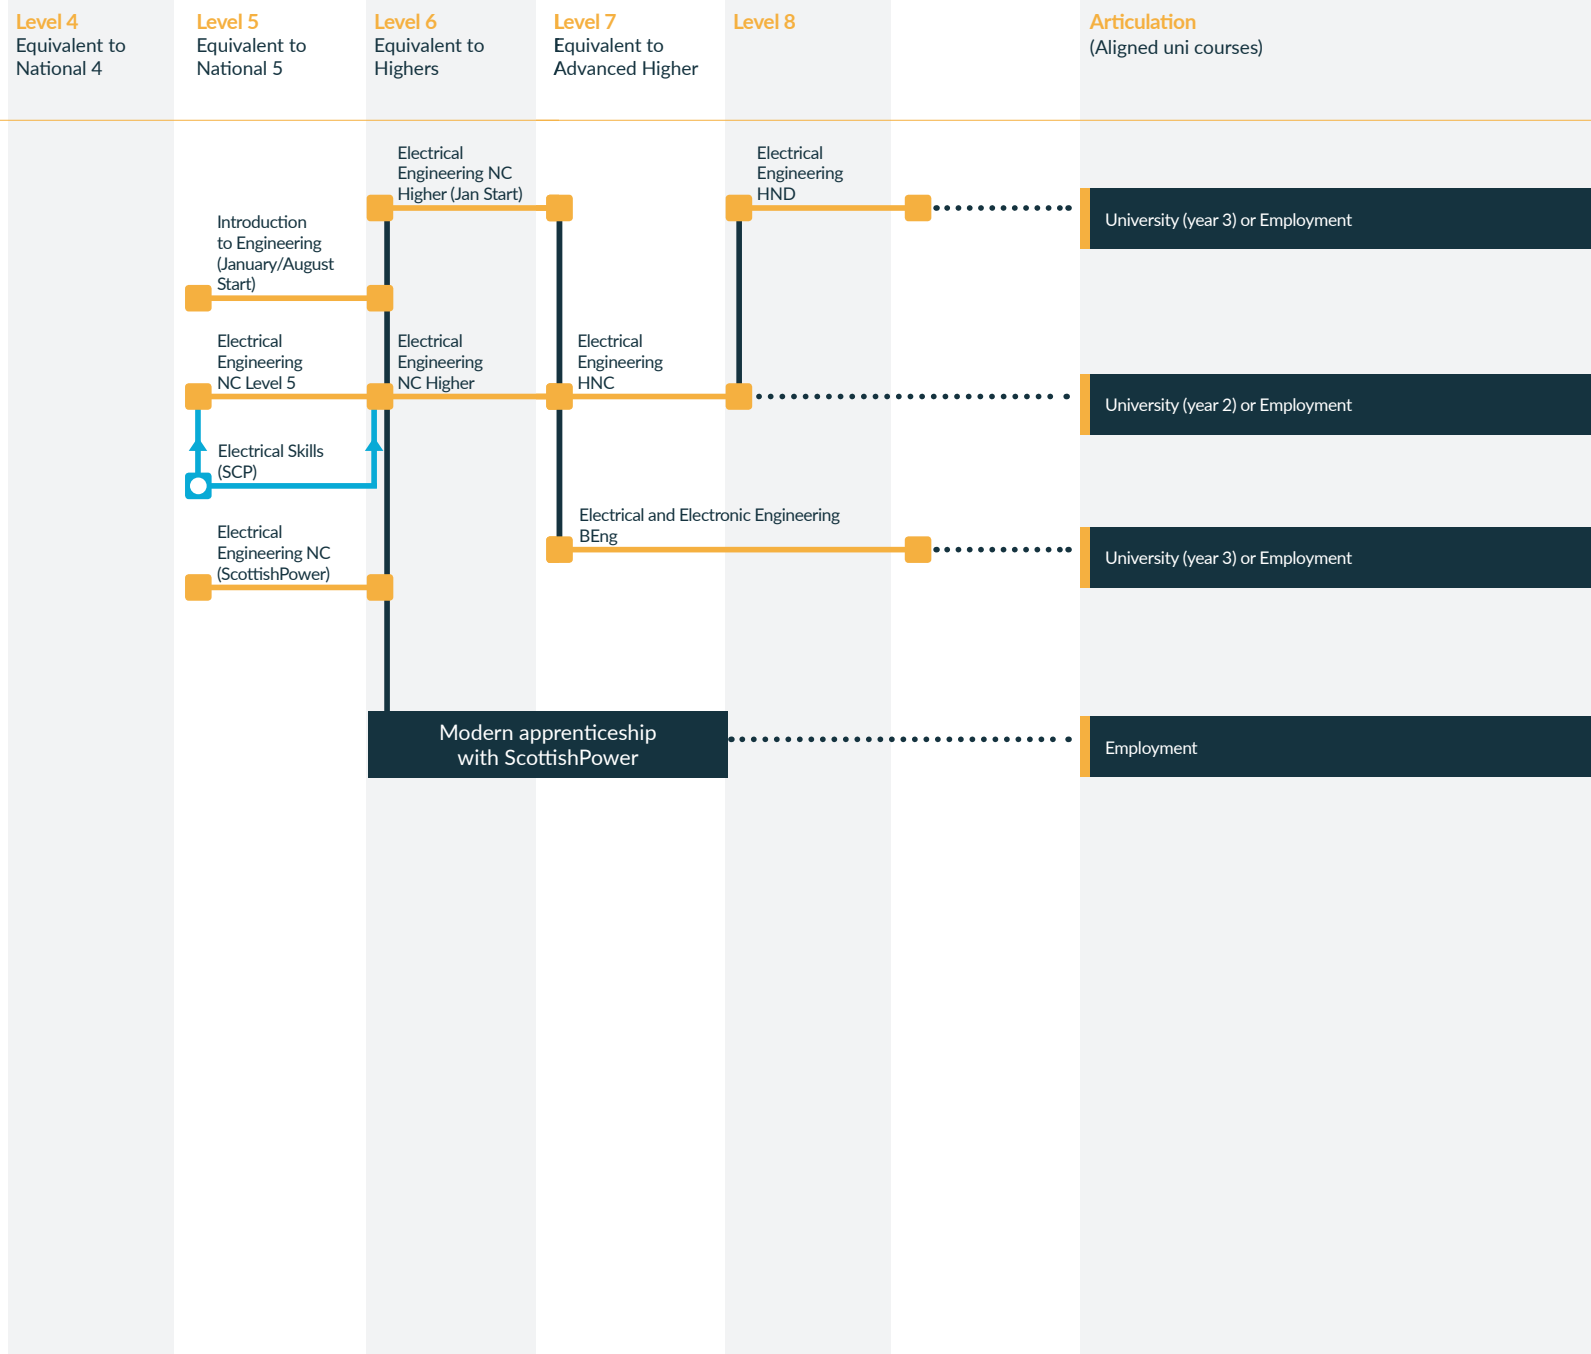 Level 4
Equivalent to
National 4
Level 5
Equivalent to
National 5
Level 6
Equivalent to
Highers
Level 7
Equivalent to
Advanced Higher
Level 8
Articulation
(Aligned uni courses)
Electrical
Engineering NC
Higher (Jan Start)
Electrical
Engineering
HND
University (year 3) or Employment
Introduction
to Engineering
(January/August
Start)
Electrical
Engineering
NC Level 5
Electrical
Engineering
NC Higher
Electrical
Engineering
HNC
University (year 2) or Employment
Electrical Skills
(SCP)
Electrical
Engineering NC
(ScottishPower)
Electrical and Electronic Engineering
BEng
University (year 3) or Employment
Modern apprenticeship
with ScottishPower
Employment